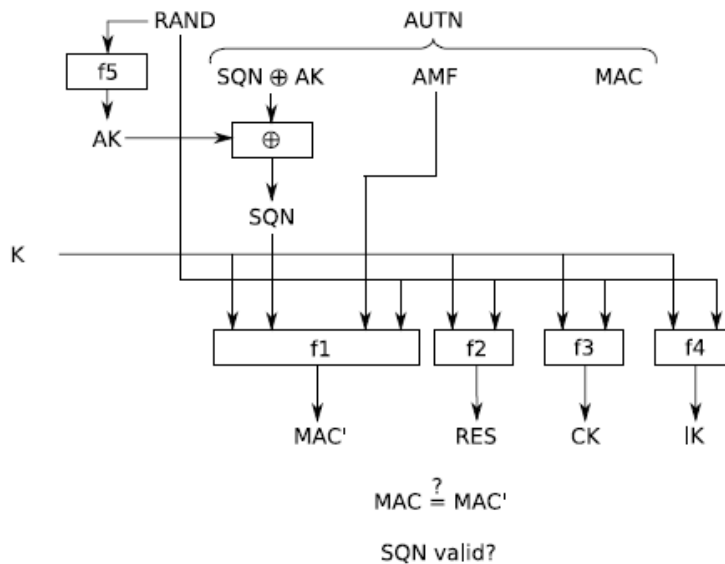 RAND AUTN
f5 SQN ⊕ AK AMF MAC
AK ⊕
SQN
K
f1 f2 f3 f4
MAC' RES CK IK
MAC ≟ MAC'
SQN valid?